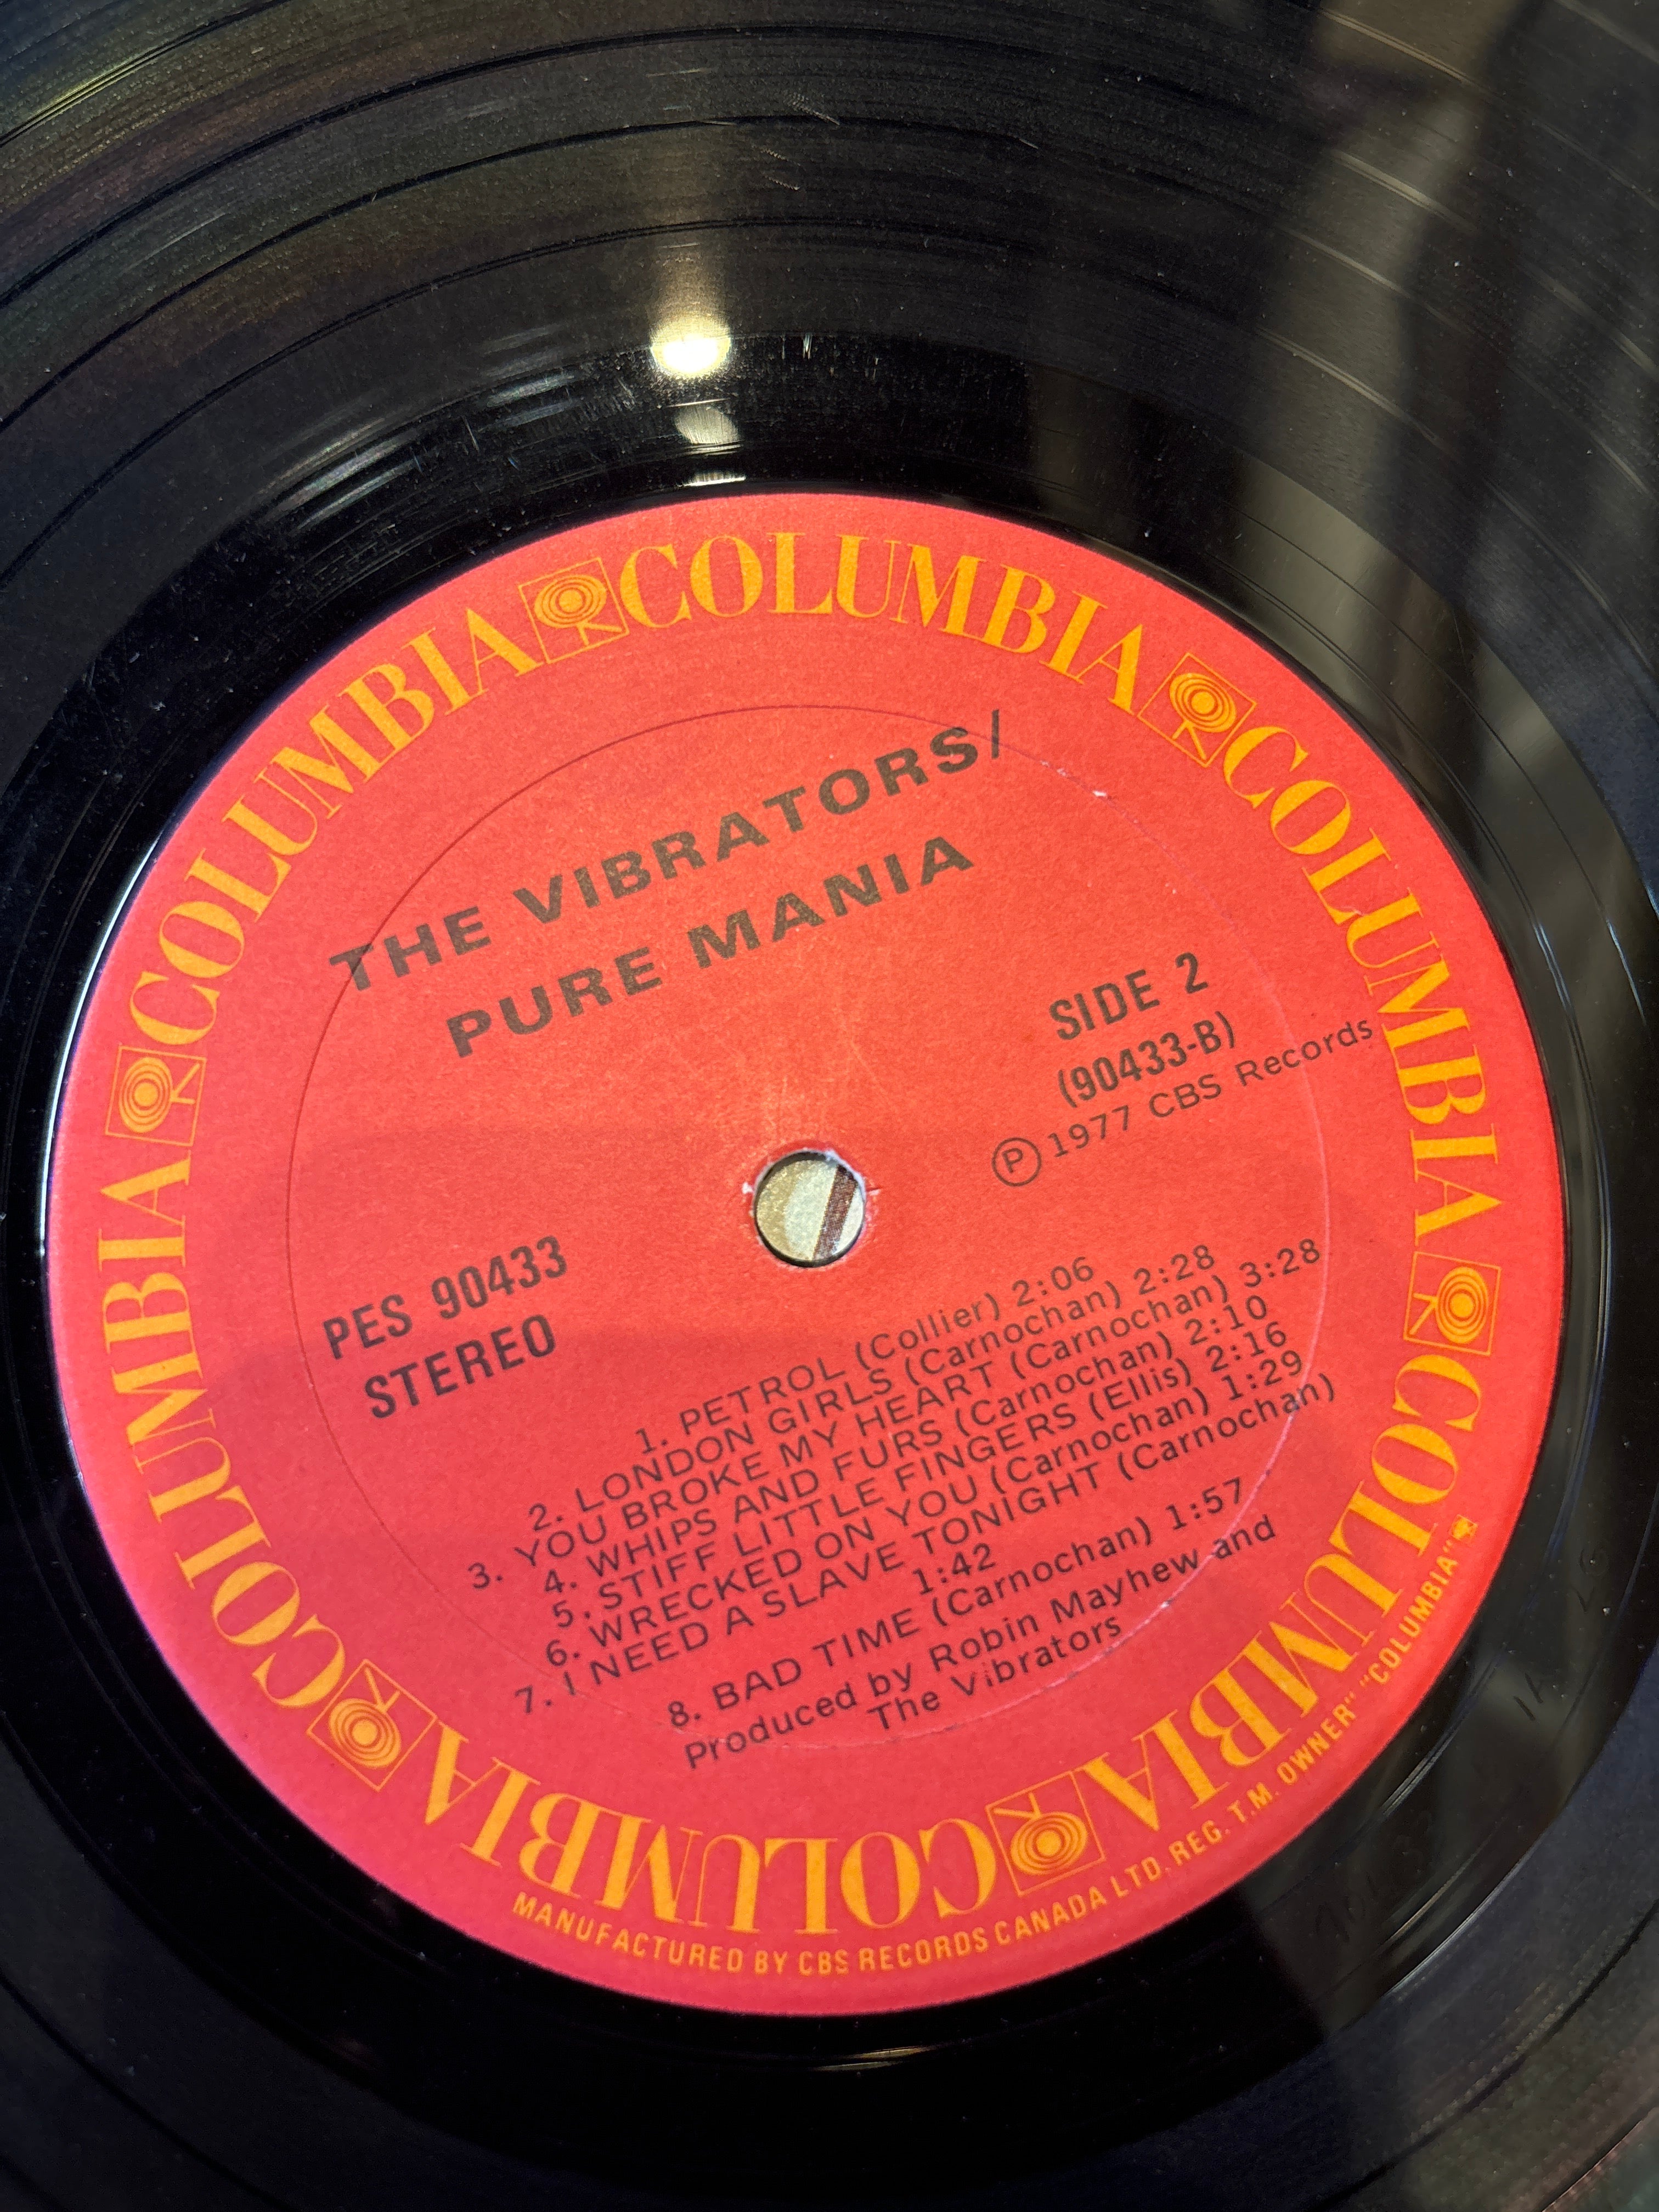 COLUMBIA COLUMBIA COLUMBIA COLUMBIA COLUMBIA COLUMBIA
THE VIBRATORS/
PURE MANIA
SIDE 2
(90433-B)
Ⓟ 1977 CBS Records
PES 90433
STEREO
1. PETROL (Collier) 2:06
2. LONDON GIRLS (Carnochan) 2:28
3. YOU BROKE MY HEART (Carnochan) 3:28
4. WHIPS AND FURS (Carnochan) 2:10
5. STIFF LITTLE FINGERS (Ellis) 2:16
6. WRECKED ON YOU (Carnochan) 1:29
7. I NEED A SLAVE TONIGHT (Carnochan)
1:42
8. BAD TIME (Carnochan) 1:57
Produced by Robin Mayhew and
The Vibrators
MANUFACTURED BY CBS RECORDS CANADA LTD. REG. T.M. OWNER "COLUMBIA"